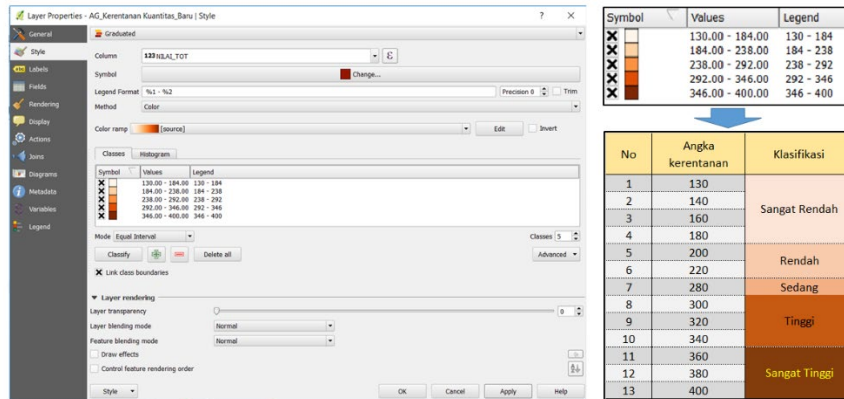 Layer Properties - AG_Kerentanan Kuantitas_Baru | Style
? ×
General
Style
Labels
Fields
Rendering
Display
Actions
Joins
Diagrams
Metadata
Variables
Legend
Graduated
Column 123 NILAI_TOT ε
Symbol Change...
Legend Format %1 - %2 Precision 0 Trim
Method Color
Color ramp [source] Edit Invert
Classes Histogram
Symbol Values Legend
130.00 - 184.00 130 - 184
184.00 - 238.00 184 - 238
238.00 - 292.00 238 - 292
292.00 - 346.00 292 - 346
346.00 - 400.00 346 - 400
Mode Equal Interval Classes 5
Classify Delete all Advanced
Link class boundaries
Layer rendering
Layer transparency 0
Layer blending mode Normal
Feature blending mode Normal
Draw effects
Control feature rendering order
Style OK Cancel Apply Help
Symbol Values Legend
130.00 - 184.00 130 - 184
184.00 - 238.00 184 - 238
238.00 - 292.00 238 - 292
292.00 - 346.00 292 - 346
346.00 - 400.00 346 - 400
No Angka kerentanan Klasifikasi
1 130 Sangat Rendah
2 140
3 160
4 180
5 200 Rendah
6 220
7 280 Sedang
8 300 Tinggi
9 320
10 340
11 360 Sangat Tinggi
12 380
13 400